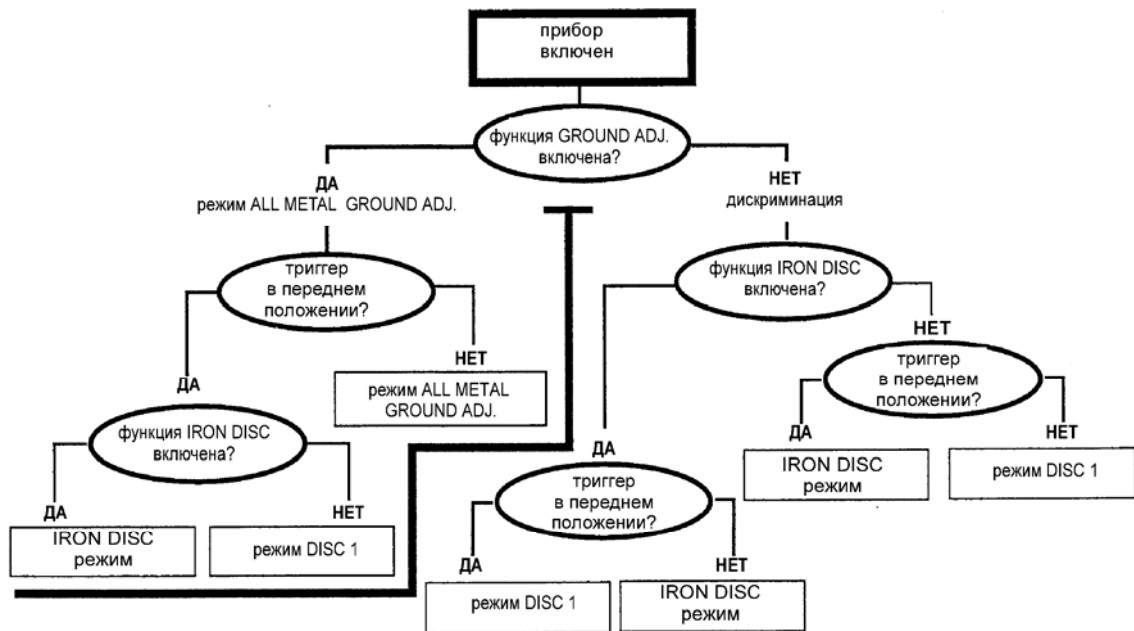 прибор
включен
функция GROUND ADJ.
включена?
ДА
режим ALL METAL GROUND ADJ.
НЕТ
дискриминация
триггер
в переднем
положении?
функция IRON DISC
включена?
ДА
НЕТ
режим ALL METAL
GROUND ADJ.
функция IRON DISC
включена?
ДА
IRON DISC
режим
НЕТ
режим DISC 1
ДА
триггер
в переднем
положении?
ДА
режим DISC 1
НЕТ
IRON DISC
режим
НЕТ
триггер
в переднем
положении?
ДА
IRON DISC
режим
НЕТ
режим DISC 1